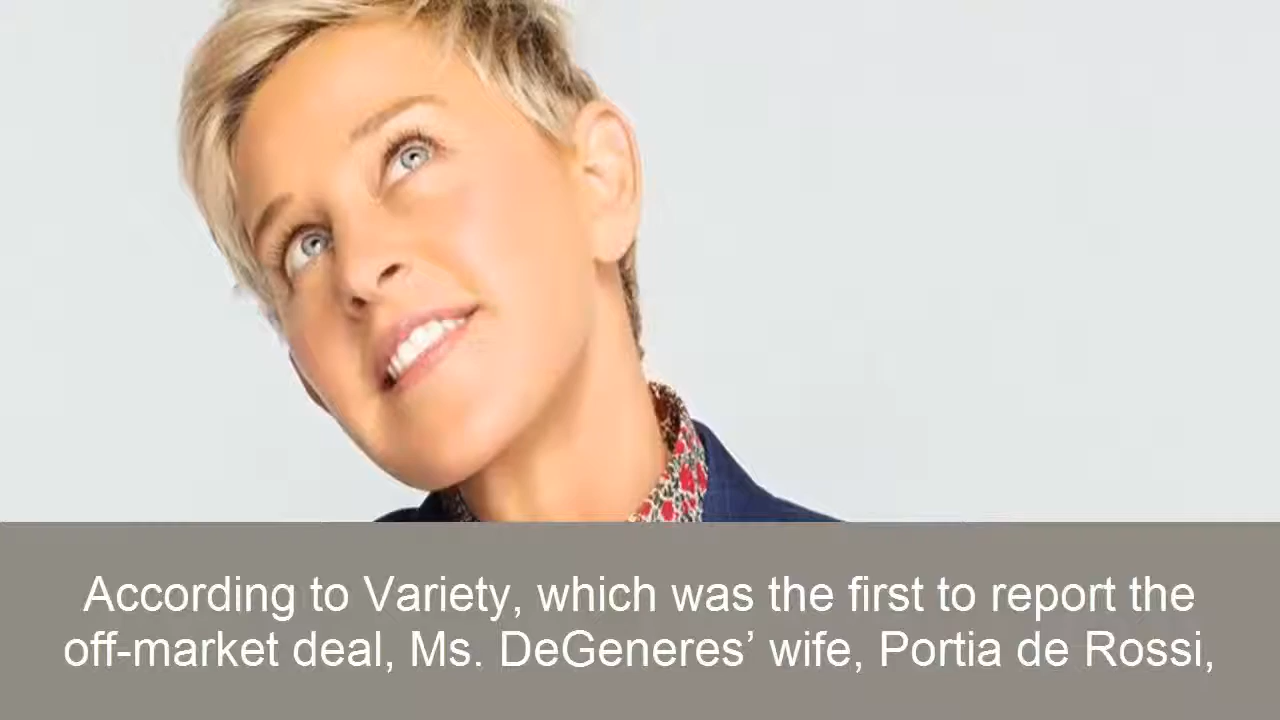 According to Variety, which was the first to report the
off-market deal, Ms. DeGeneres’ wife, Portia de Rossi,